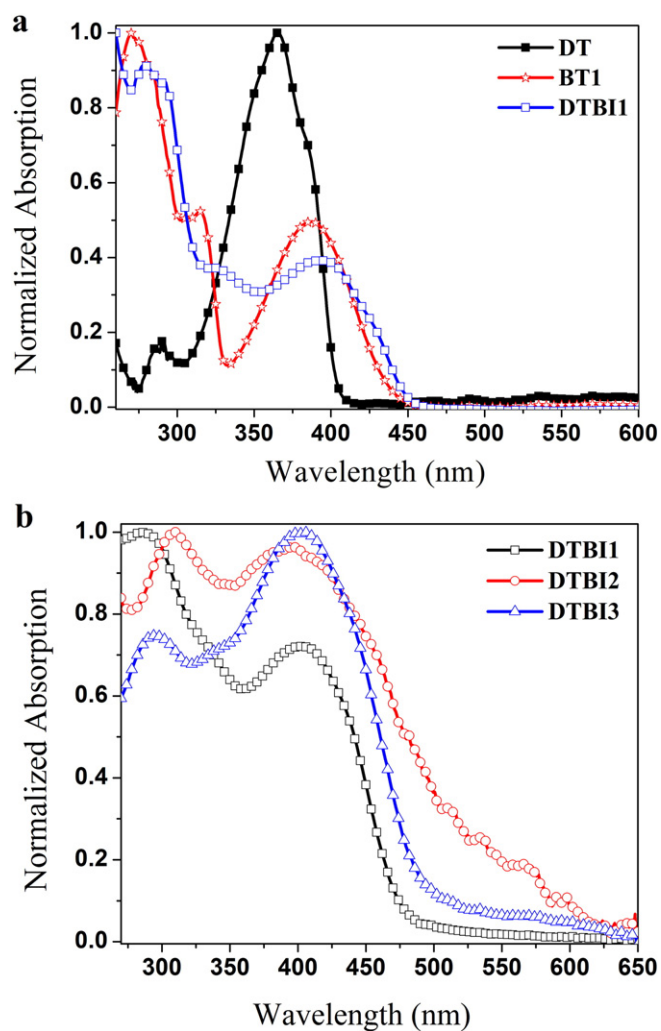 a
DT
BT1
DTBI1
Normalized Absorption
1.0
0.8
0.6
0.4
0.2
0.0
300 350 400 450 500 550 600
Wavelength (nm)
b
DTBI1
DTBI2
DTBI3
Normalized Absorption
1.0
0.8
0.6
0.4
0.2
0.0
300 350 400 450 500 550 600 650
Wavelength (nm)